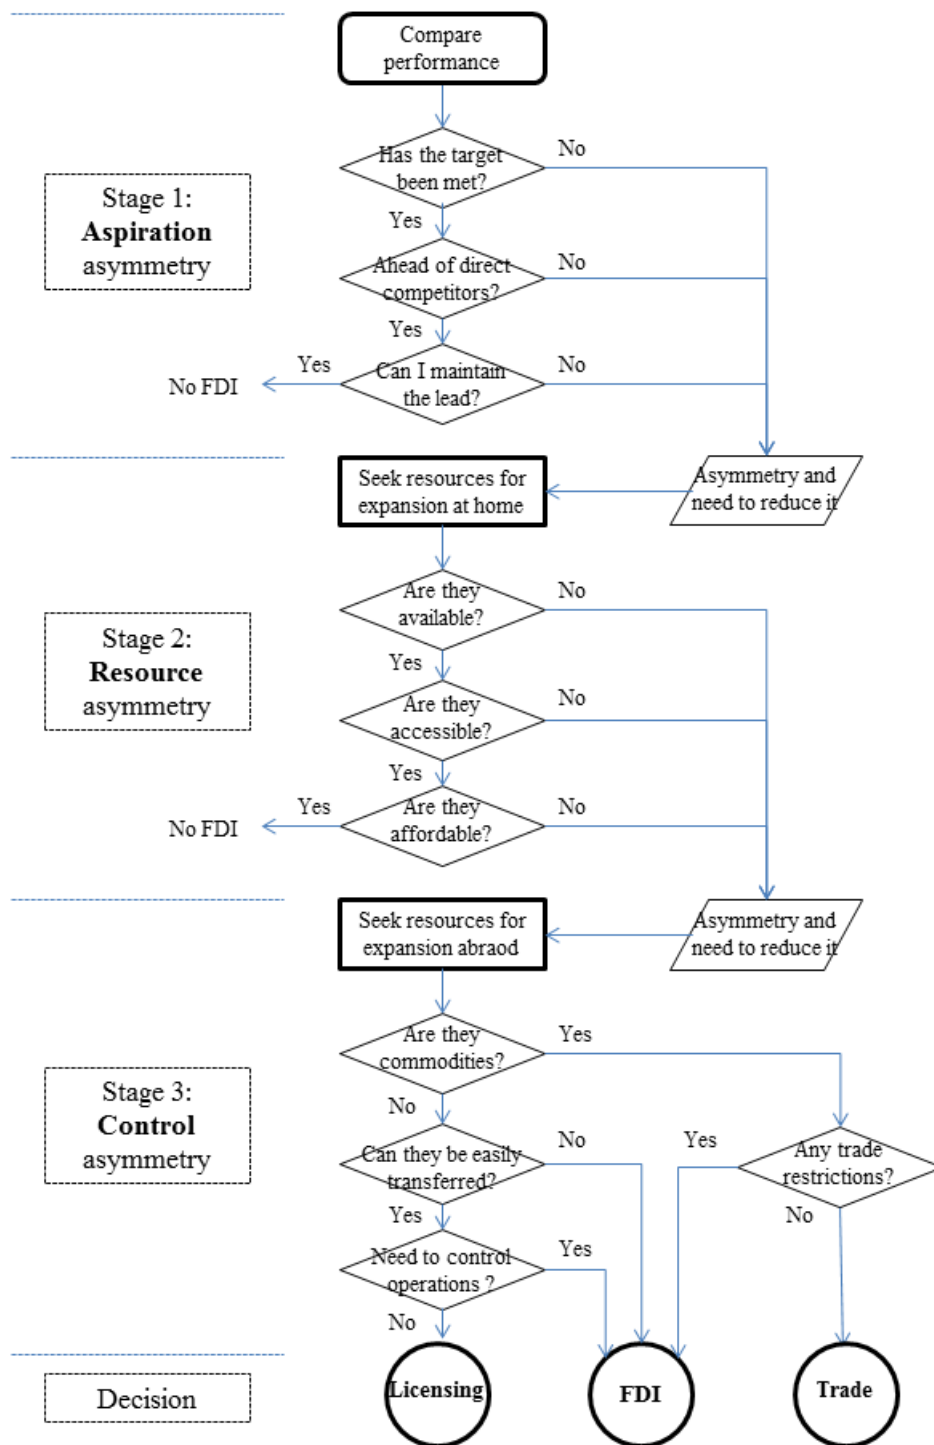 Compare
performance
Has the target
been met?
No
Yes
Stage 1:
Aspiration
asymmetry
Ahead of direct
competitors?
No
Yes
Can I maintain
the lead?
Yes
No
No FDI
Seek resources for
expansion at home
Asymmetry and
need to reduce it
Are they
available?
No
Yes
Stage 2:
Resource
asymmetry
Are they
accessible?
No
Yes
Are they
affordable?
Yes
No
No FDI
Seek resources for
expansion abraod
Asymmetry and
need to reduce it
Are they
commodities?
Yes
No
Stage 3:
Control
asymmetry
Can they be easily
transferred?
No
Yes
Any trade
restrictions?
Yes
No
Need to control
operations ?
Yes
No
Decision
Licensing
FDI
Trade